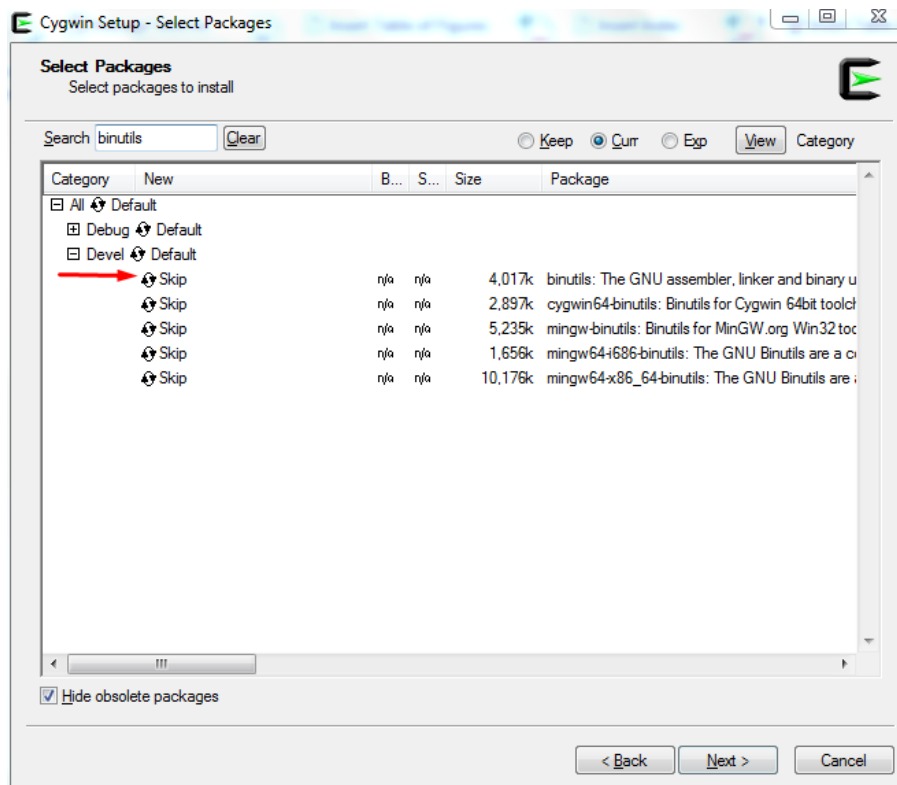 Cygwin Setup - Select Packages
Select Packages
Select packages to install
Search binutils Clear Keep Curr Exp View Category
Category New B... S... Size Package
All Default
Debug Default
Devel Default
Skip n/a n/a 4,017k binutils: The GNU assembler, linker and binary u
Skip n/a n/a 2,897k cygwin64-binutils: Binutils for Cygwin 64bit toolch
Skip n/a n/a 5,235k mingw-binutils: Binutils for MinGW.org Win32 too
Skip n/a n/a 1,656k mingw64-i686-binutils: The GNU Binutils are a co
Skip n/a n/a 10,176k mingw64-x86_64-binutils: The GNU Binutils are a
Hide obsolete packages
< Back Next > Cancel